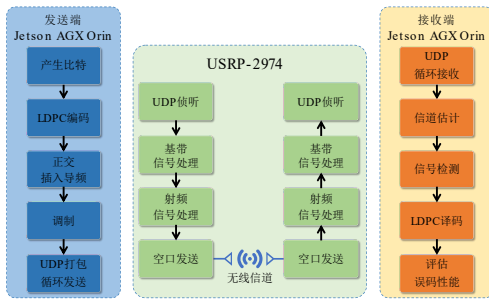 发送端
Jetson AGX Orin
产生比特
LDPC编码
正交
插入导频
调制
UDP打包
循环发送
USRP-2974
UDP侦听
基带
信号处理
射频
信号处理
空口发送
无线信道
UDP侦听
基带
信号处理
射频
信号处理
空口发送
接收端
Jetson AGX Orin
UDP
循环接收
信道估计
信号检测
LDPC译码
评估
误码性能